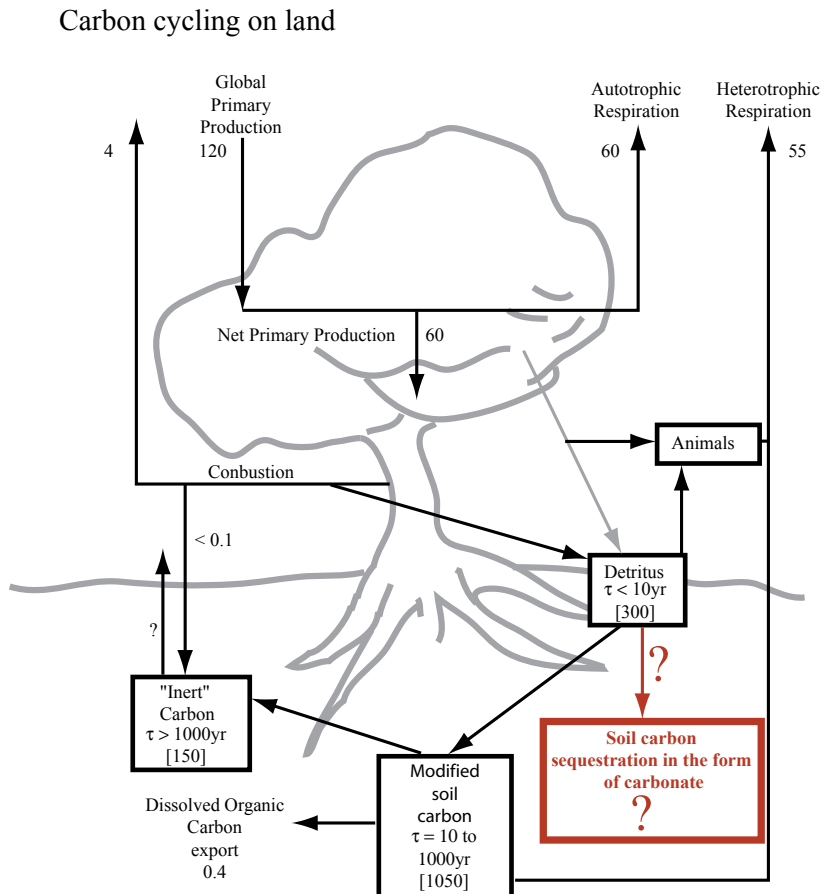 Carbon cycling on land
Global
Primary
Production
120
4
Autotrophic
Respiration
60
Heterotrophic
Respiration
55
Net Primary Production
60
Animals
Conbustion
< 0.1
?
Detritus
τ < 10yr
[300]
?
"Inert"
Carbon
τ > 1000yr
[150]
Soil carbon
sequestration in the form
of carbonate
?
Modified
soil
carbon
τ = 10 to
1000yr
[1050]
Dissolved Organic
Carbon
export
0.4